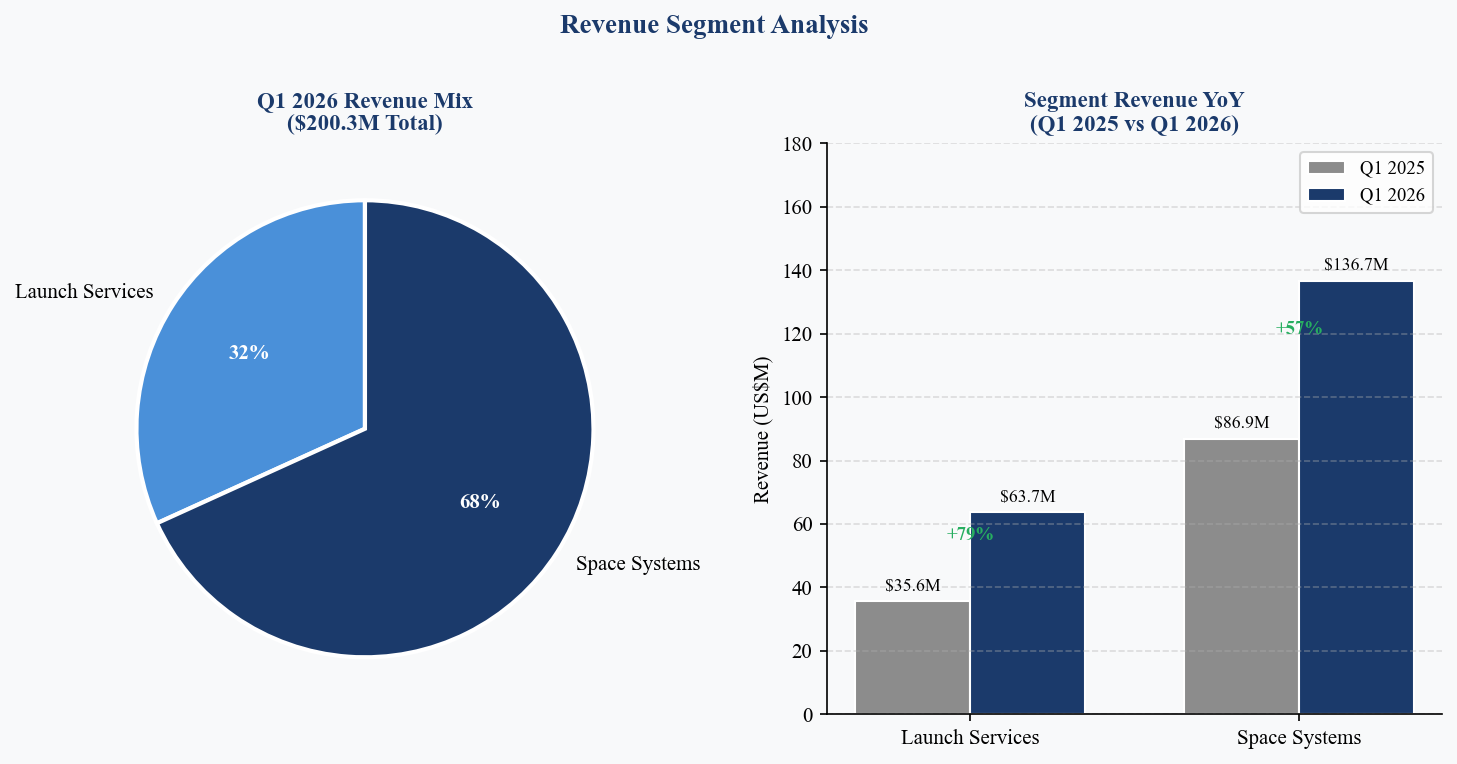 Revenue Segment Analysis
Q1 2026 Revenue Mix
($200.3M Total)
Launch Services
32%
68%
Space Systems
Segment Revenue YoY
(Q1 2025 vs Q1 2026)
Q1 2025
Q1 2026
Revenue (US$M)
180
160
140
120
100
80
60
40
20
0
$35.6M
$63.7M
+79%
$86.9M
$136.7M
+57%
Launch Services
Space Systems